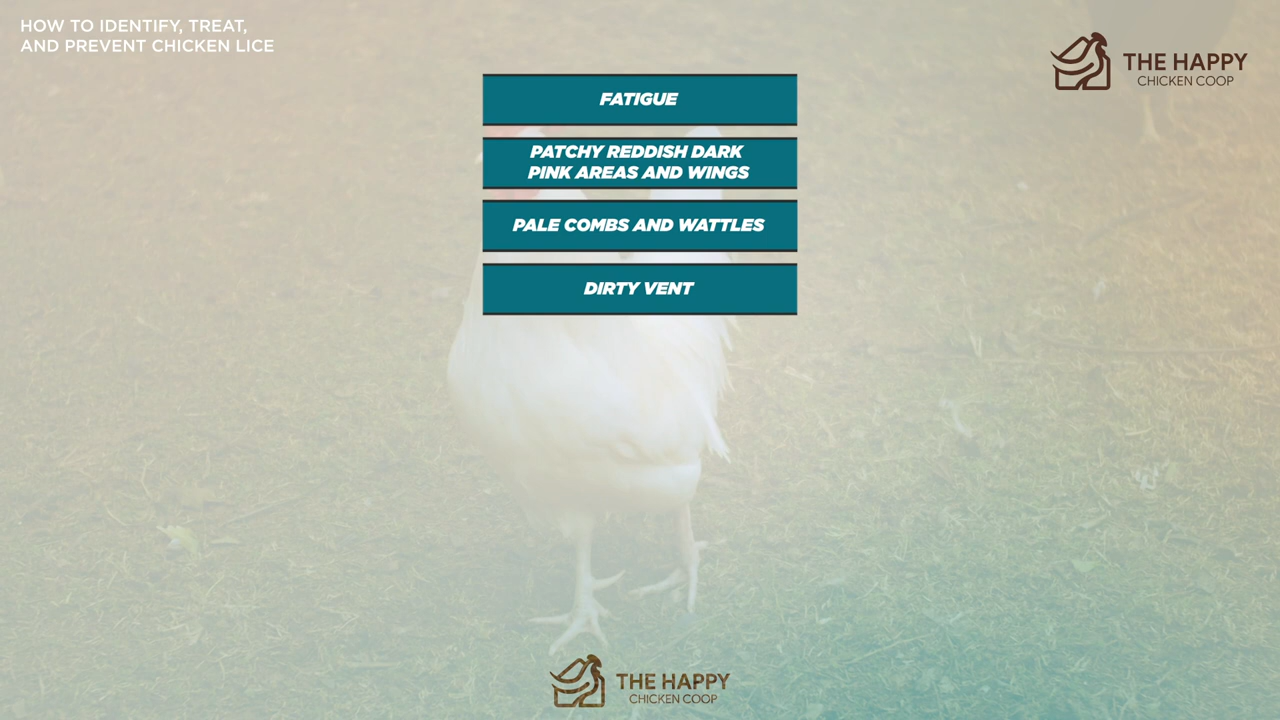 HOW TO IDENTIFY, TREAT,
AND PREVENT CHICKEN LICE
THE HAPPY
CHICKEN COOP
FATIGUE
PATCHY REDDISH DARK
PINK AREAS AND WINGS
PALE COMBS AND WATTLES
DIRTY VENT
THE HAPPY
CHICKEN COOP